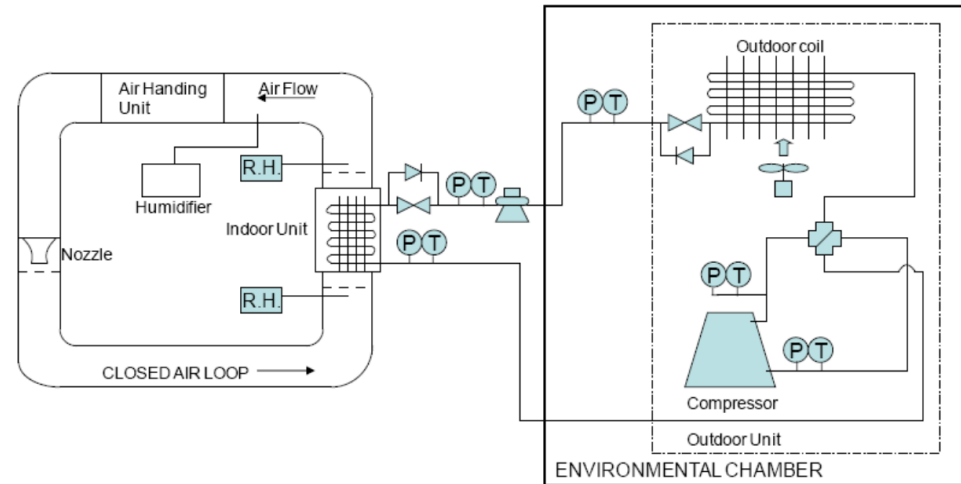 Outdoor coil
Air Handing
Unit
Air Flow
P T
R.H.
Humidifier
P T
Indoor Unit
P T
Nozzle
P T
R.H.
P T
CLOSED AIR LOOP
Compressor
Outdoor Unit
ENVIRONMENTAL CHAMBER